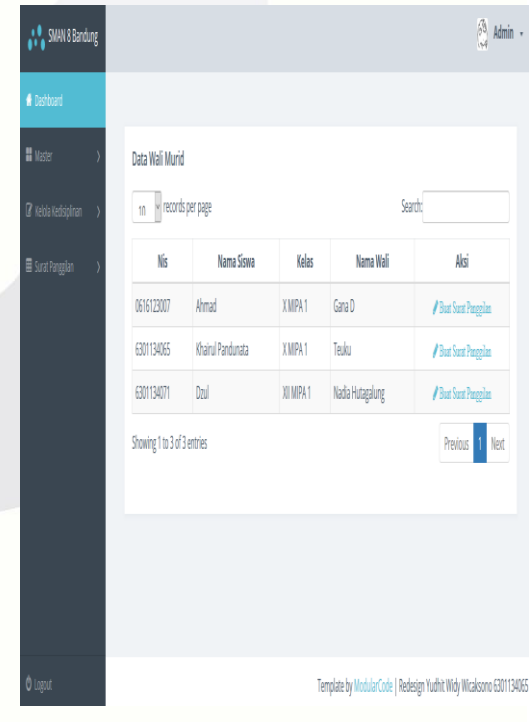 SMAN 8 Bandung
Admin
Dashboard
Master
Kelola Kedisiplinan
Surat Panggilan
Data Wali Murid
10 records per page
Search:
Nis Nama Siswa Kelas Nama Wali Aksi
0616123007 Ahmad X MIPA 1 Gana D Buat Surat Panggilan
6301134065 Khairul Pandunata X MIPA 1 Teuku Buat Surat Panggilan
6301134071 Dzul XII MIPA 1 Nadia Hutagalung Buat Surat Panggilan
Showing 1 to 3 of 3 entries
Previous 1 Next
Logout
Template by ModularCode | Redesign Yudhit Widy Wicaksono 6301134065